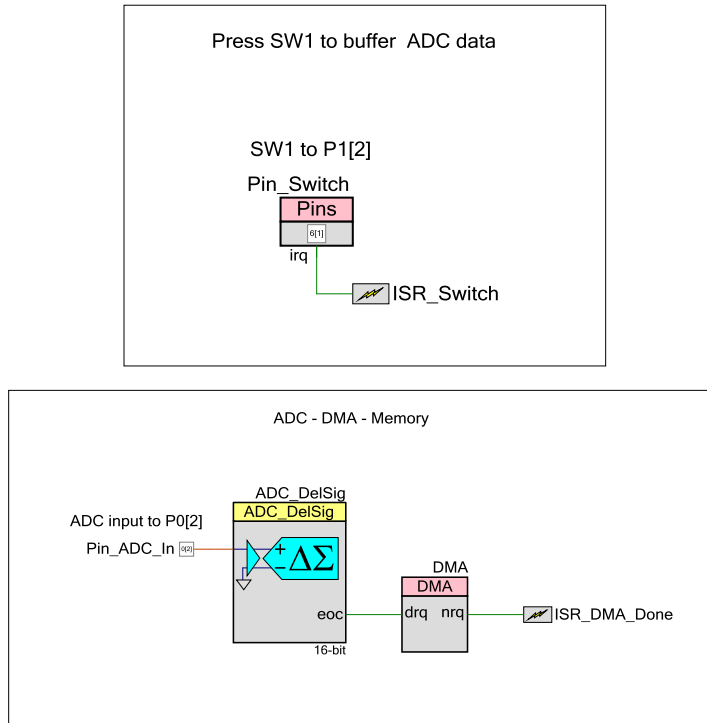 Press SW1 to buffer ADC data
SW1 to P1[2]
Pin_Switch
Pins
6[1]
irq
ISR_Switch
ADC - DMA - Memory
ADC_DelSig
ADC_DelSig
ADC input to P0[2]
Pin_ADC_In 0[2]
+
− ΔΣ
DMA
DMA
eoc
drq nrq
ISR_DMA_Done
16-bit